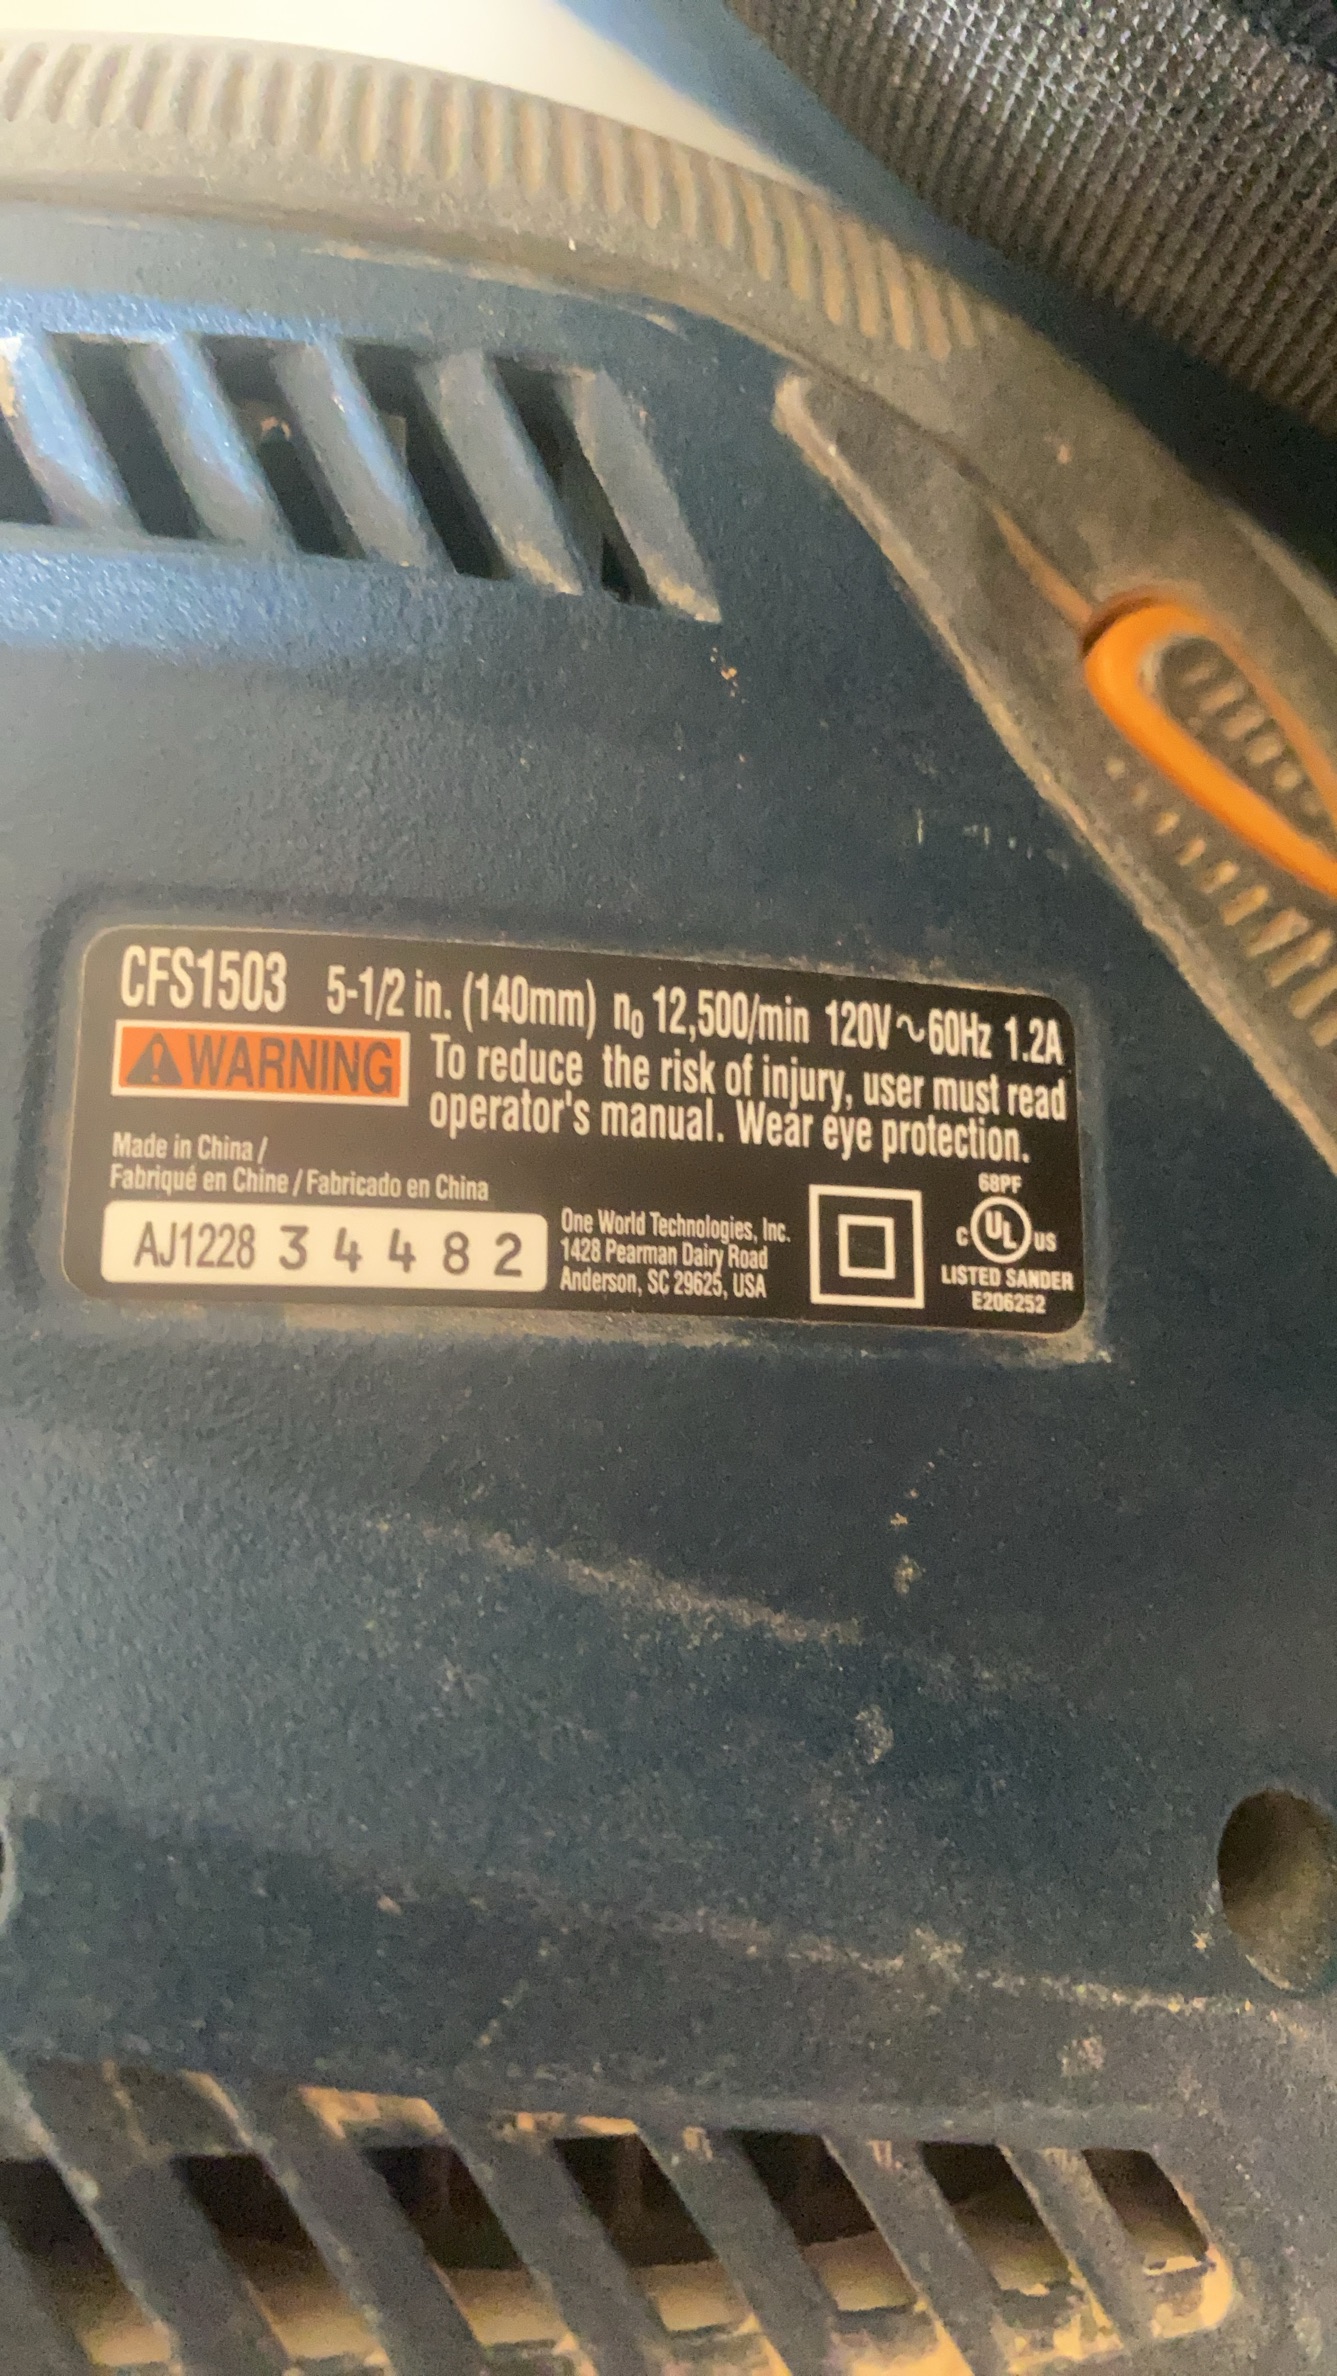 CFS1503 5-1/2 in. (140mm) n₀ 12,500/min 120V~60Hz 1.2A
⚠WARNING To reduce the risk of injury, user must read
operator's manual. Wear eye protection.
Made in China /
Fabriqué en Chine / Fabricado en China
AJ1228 3 4 4 8 2
One World Technologies, Inc.
1428 Pearman Dairy Road
Anderson, SC 29625, USA
68PF
C UL US
LISTED SANDER
E206252